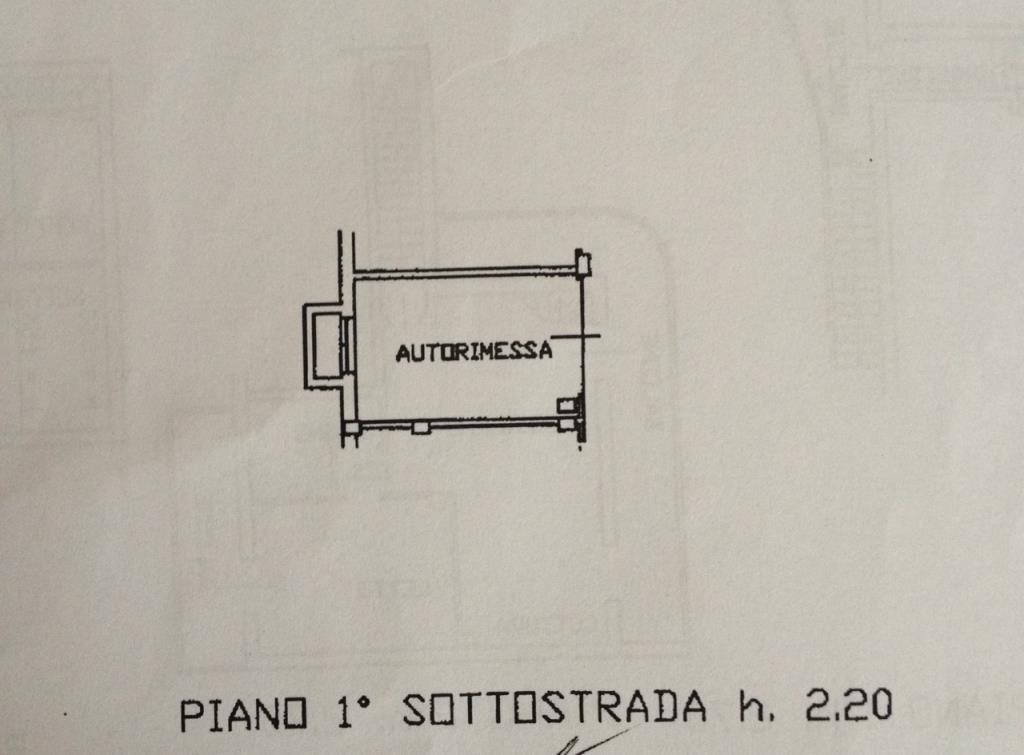 AUTORIMESSA
PIANO 1° SOTTOSTRADA h. 2.20